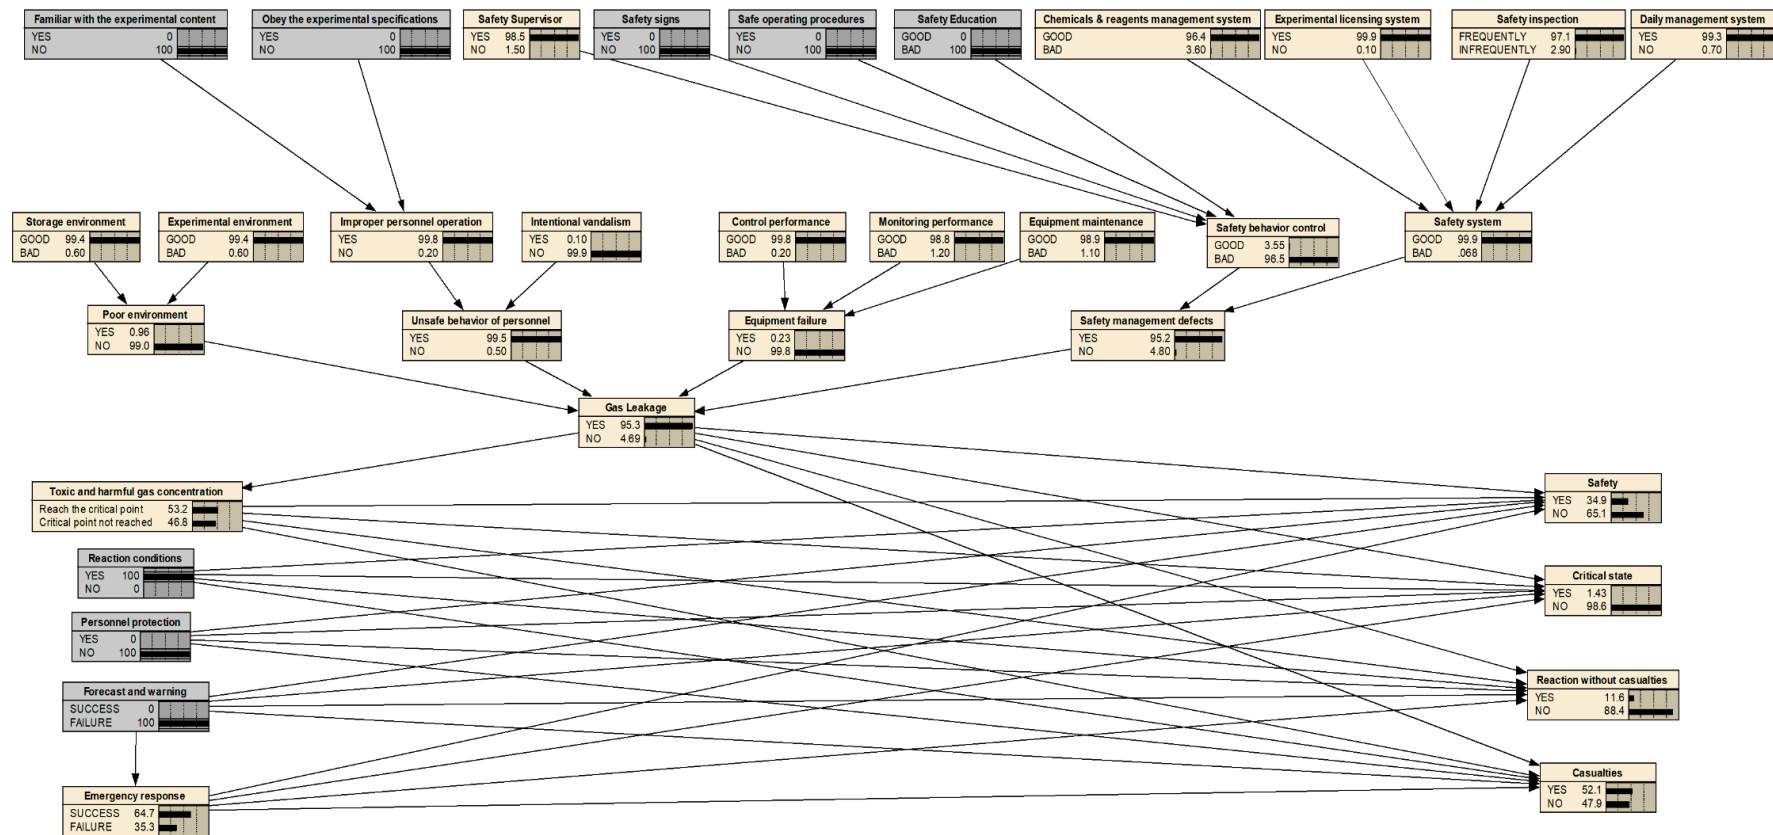 Familiar with the experimental content
YES 0
NO 100
Obey the experimental specifications
YES 0
NO 100
Safety Supervisor
YES 98.5
NO 1.50
Safety signs
YES 0
NO 100
Safe operating procedures
YES 0
NO 100
Safety Education
GOOD 0
BAD 100
Chemicals & reagents management system
GOOD 96.4
BAD 3.60
Experimental licensing system
YES 99.9
NO 0.10
Safety inspection
FREQUENTLY 97.1
INFREQUENTLY 2.90
Daily management system
YES 99.3
NO 0.70
Storage environment
GOOD 99.4
BAD 0.60
Experimental environment
GOOD 99.4
BAD 0.60
Improper personnel operation
YES 99.8
NO 0.20
Intentional vandalism
YES 0.10
NO 99.9
Control performance
GOOD 99.8
BAD 0.20
Monitoring performance
GOOD 98.8
BAD 1.20
Equipment maintenance
GOOD 98.9
BAD 1.10
Safety behavior control
GOOD 3.55
BAD 96.5
Safety system
GOOD 99.9
BAD .068
Poor environment
YES 0.96
NO 99.0
Unsafe behavior of personnel
YES 99.5
NO 0.50
Equipment failure
YES 0.23
NO 99.8
Safety management defects
YES 95.2
NO 4.80
Gas Leakage
YES 95.3
NO 4.69
Toxic and harmful gas concentration
Reach the critical point 53.2
Critical point not reached 46.8
Safety
YES 34.9
NO 65.1
Reaction conditions
YES 100
NO 0
Critical state
YES 1.43
NO 98.6
Personnel protection
YES 0
NO 100
Forecast and warning
SUCCESS 0
FAILURE 100
Reaction without casualties
YES 11.6
NO 88.4
Emergency response
SUCCESS 64.7
FAILURE 35.3
Casualties
YES 52.1
NO 47.9